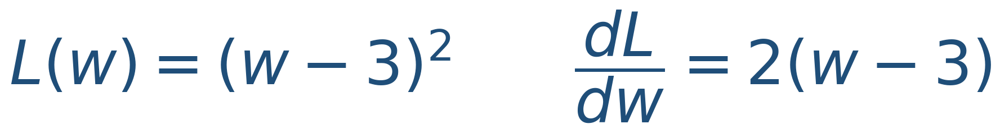 L(w) = (w − 3)² dL/dw = 2(w − 3)